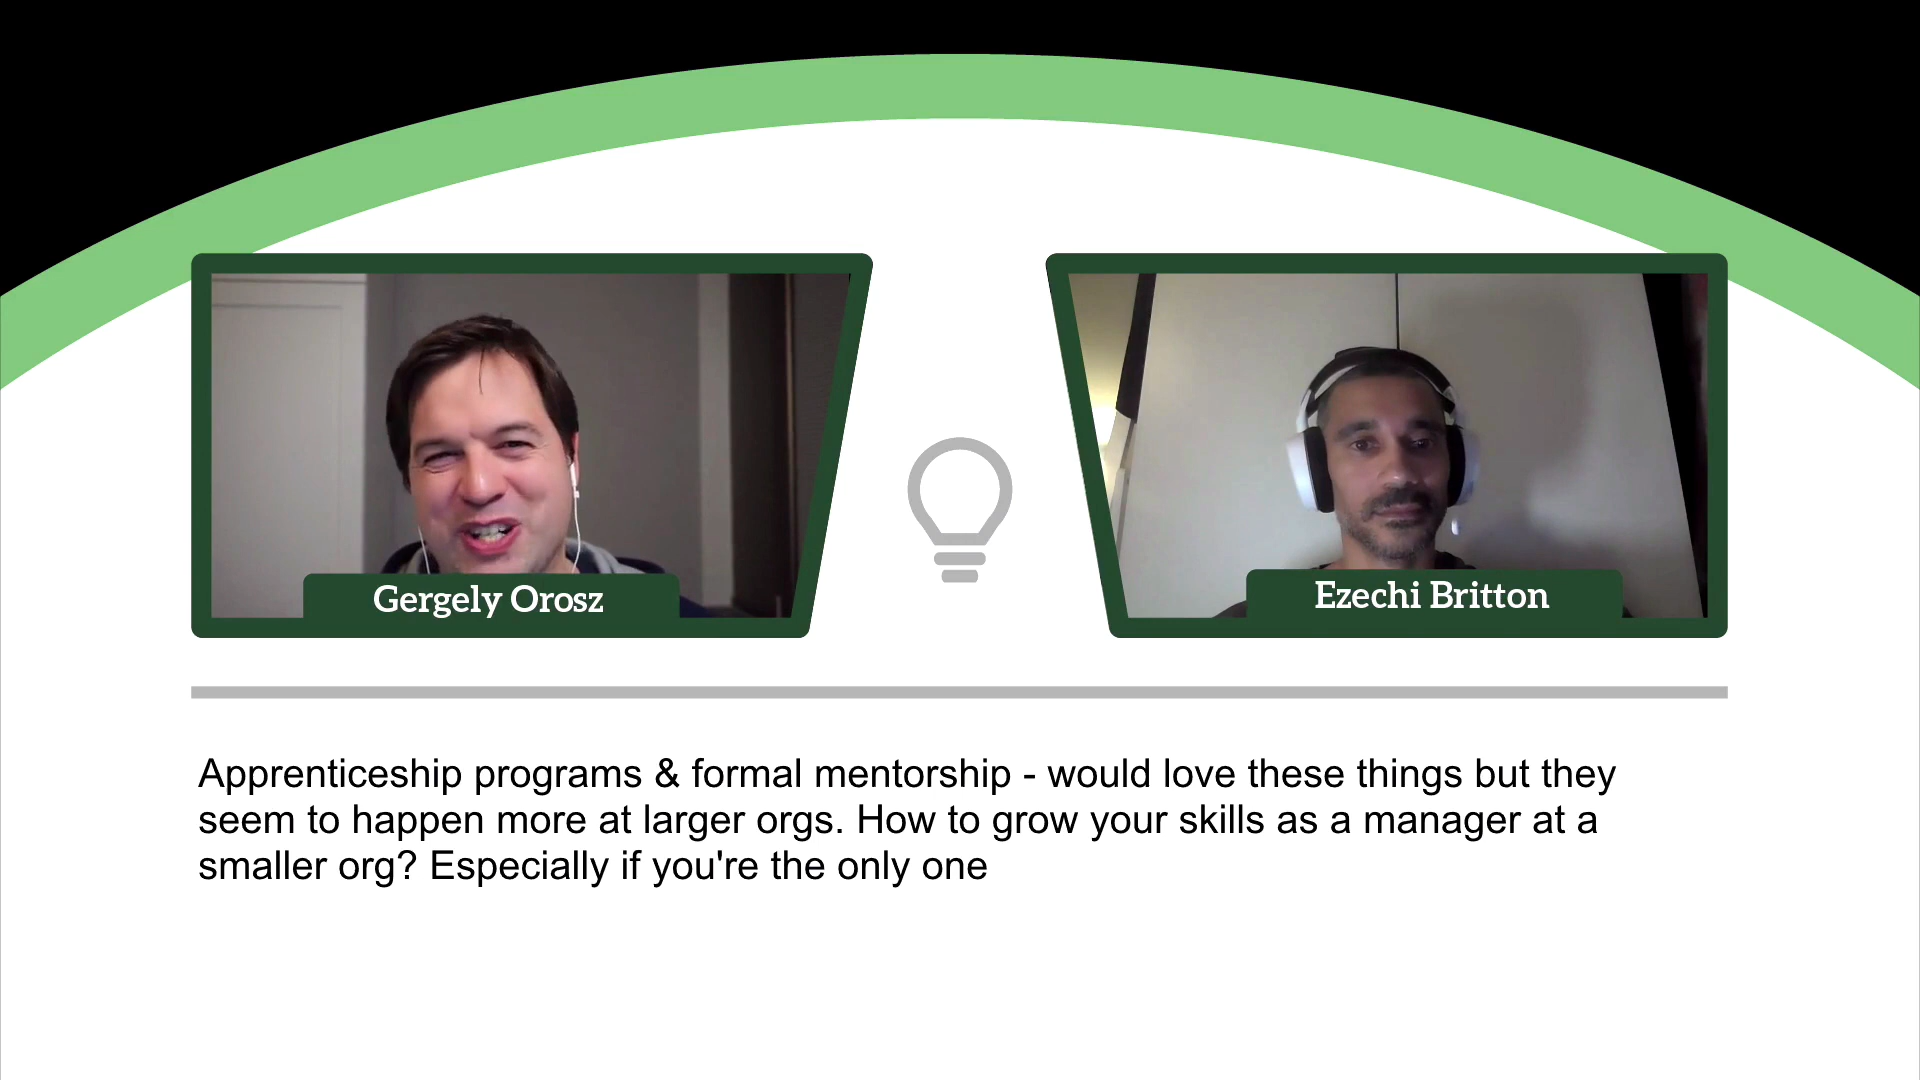 Gergely Orosz
Ezechi Britton
Apprenticeship programs & formal mentorship - would love these things but they
seem to happen more at larger orgs. How to grow your skills as a manager at a
smaller org? Especially if you're the only one